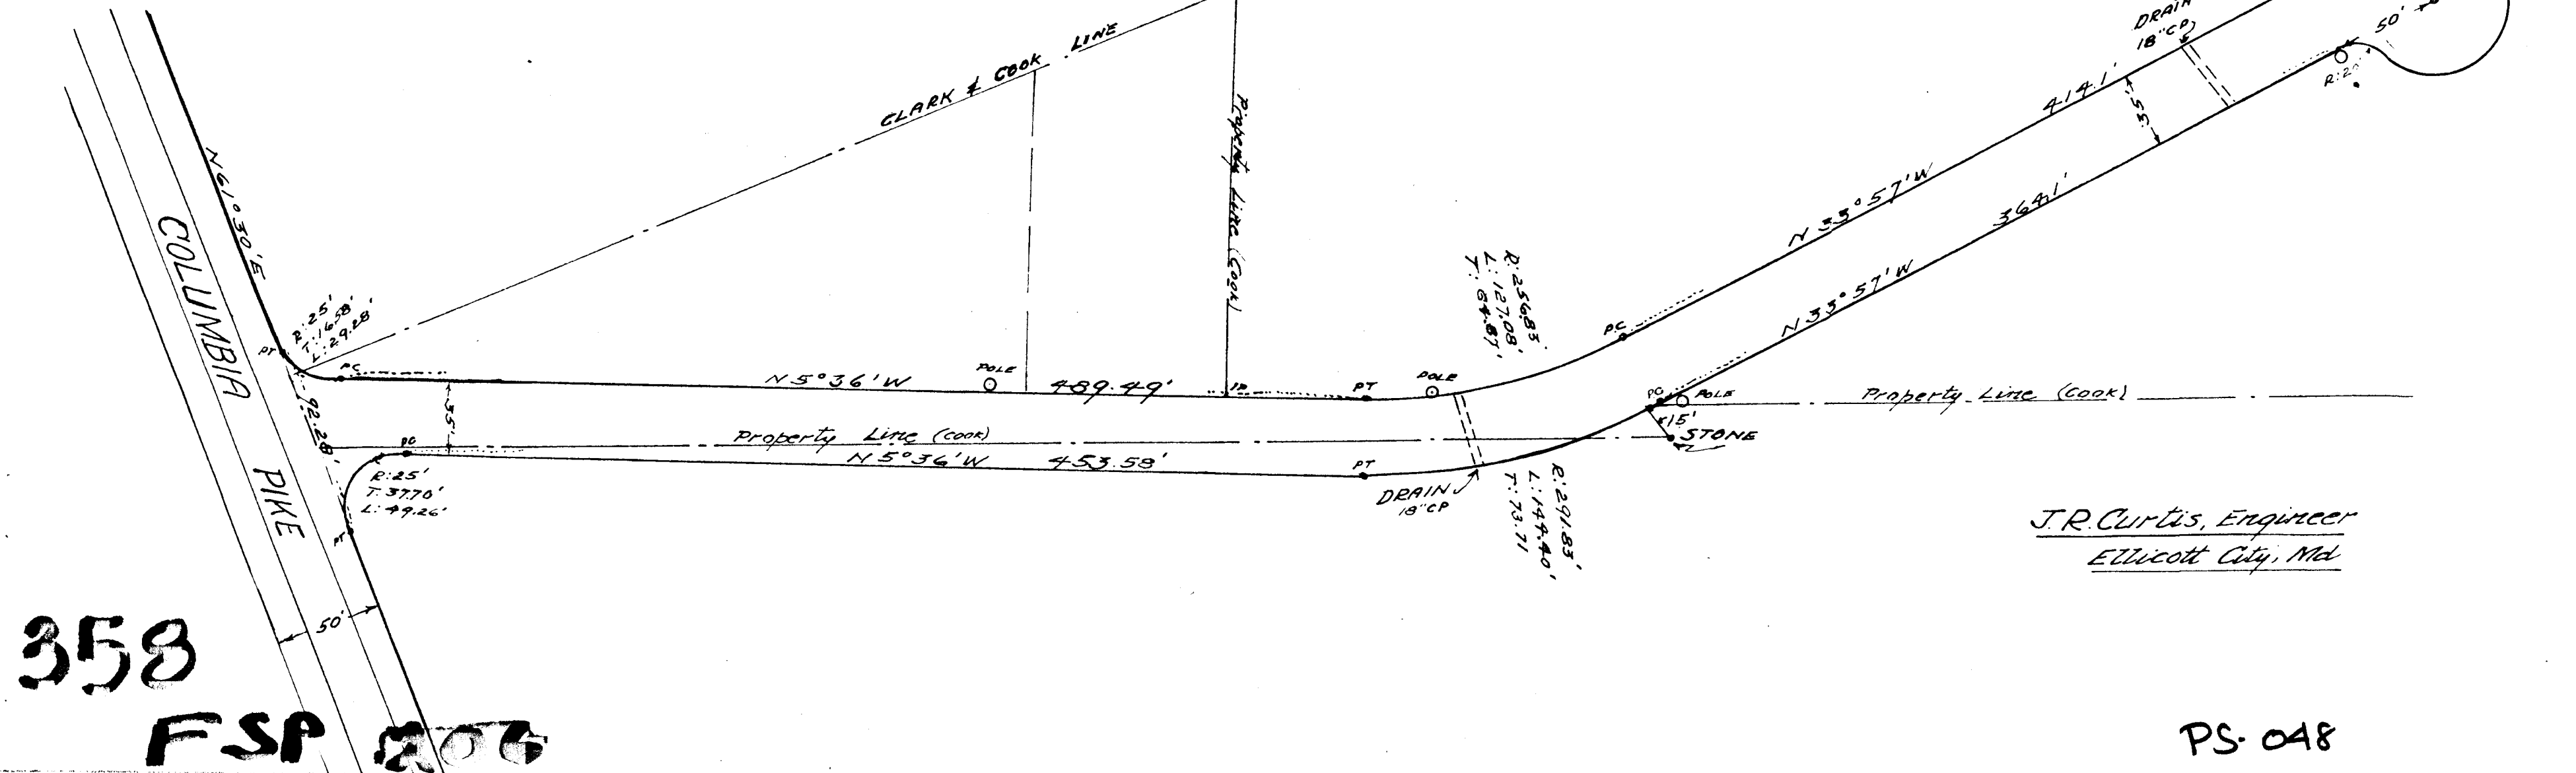 CLARK & COOK LINE
Property Line (Cook)
DRAIN
18"CP
50'
414.1'
35'
N 33°57'W
364.1'
N 33°57'W
N 61°30'E
COLUMBIA PIKE
R:25'
T:16.58'
L:29.28'
PT
PC
92.28'
35'
N 5°36'W
POLE
489.49'
PT
POLE
R:256.83'
L:127.08'
PC
PC
POLE
Property Line (Cook)
15'
STONE
Property Line (Cook)
N 5°36'W 453.58'
PC
PT
R:25'
T:37.70'
L:49.26'
PT
DRAIN
18"CP
R:291.83'
L:144.40'
T:73.71
50'
J.R. Curtis, Engineer
Ellicott City, Md
358
FSP
PS-048